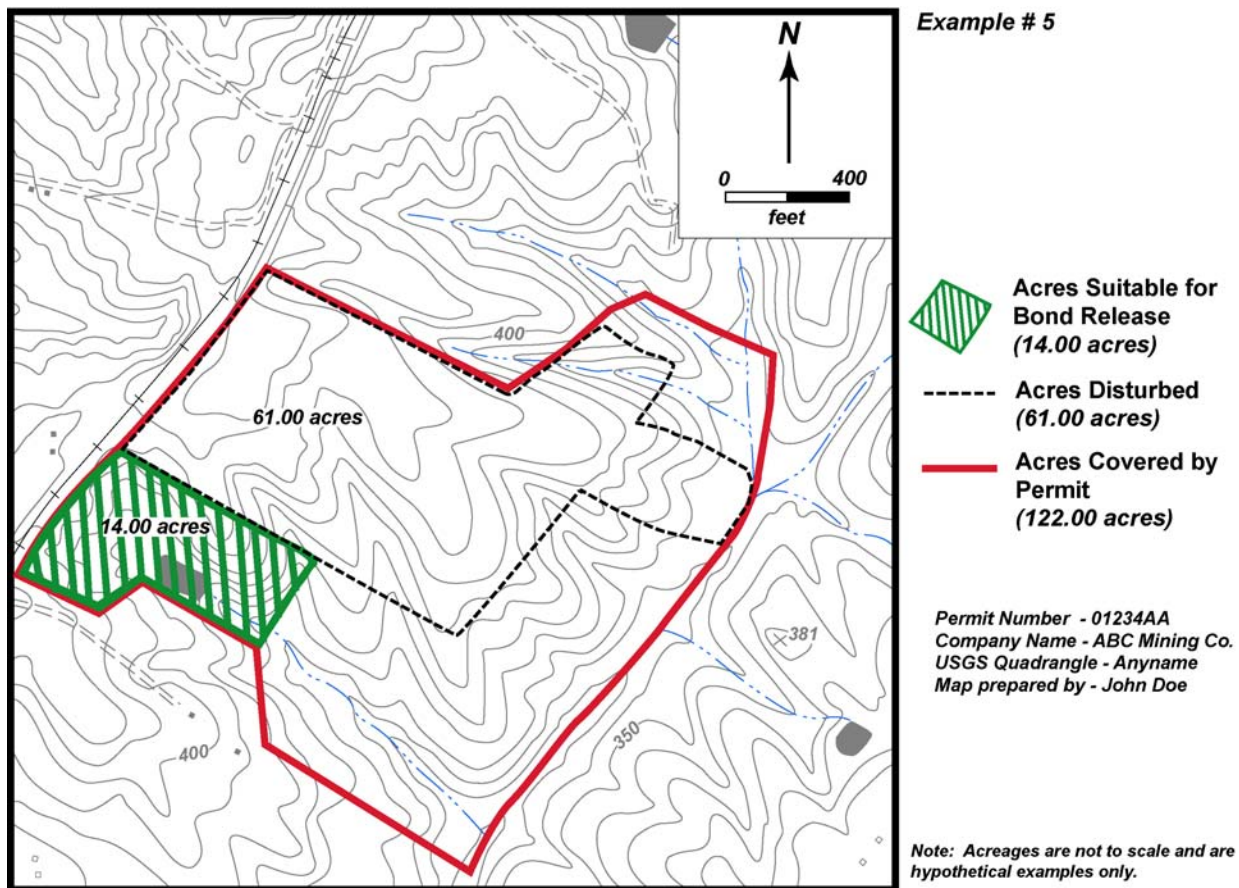 Example # 5
N
0 400
feet
400
61.00 acres
14.00 acres
381
350
400
Acres Suitable for
Bond Release
(14.00 acres)
Acres Disturbed
(61.00 acres)
Acres Covered by
Permit
(122.00 acres)
Permit Number - 01234AA
Company Name - ABC Mining Co.
USGS Quadrangle - Anyname
Map prepared by - John Doe
Note: Acreages are not to scale and are
hypothetical examples only.